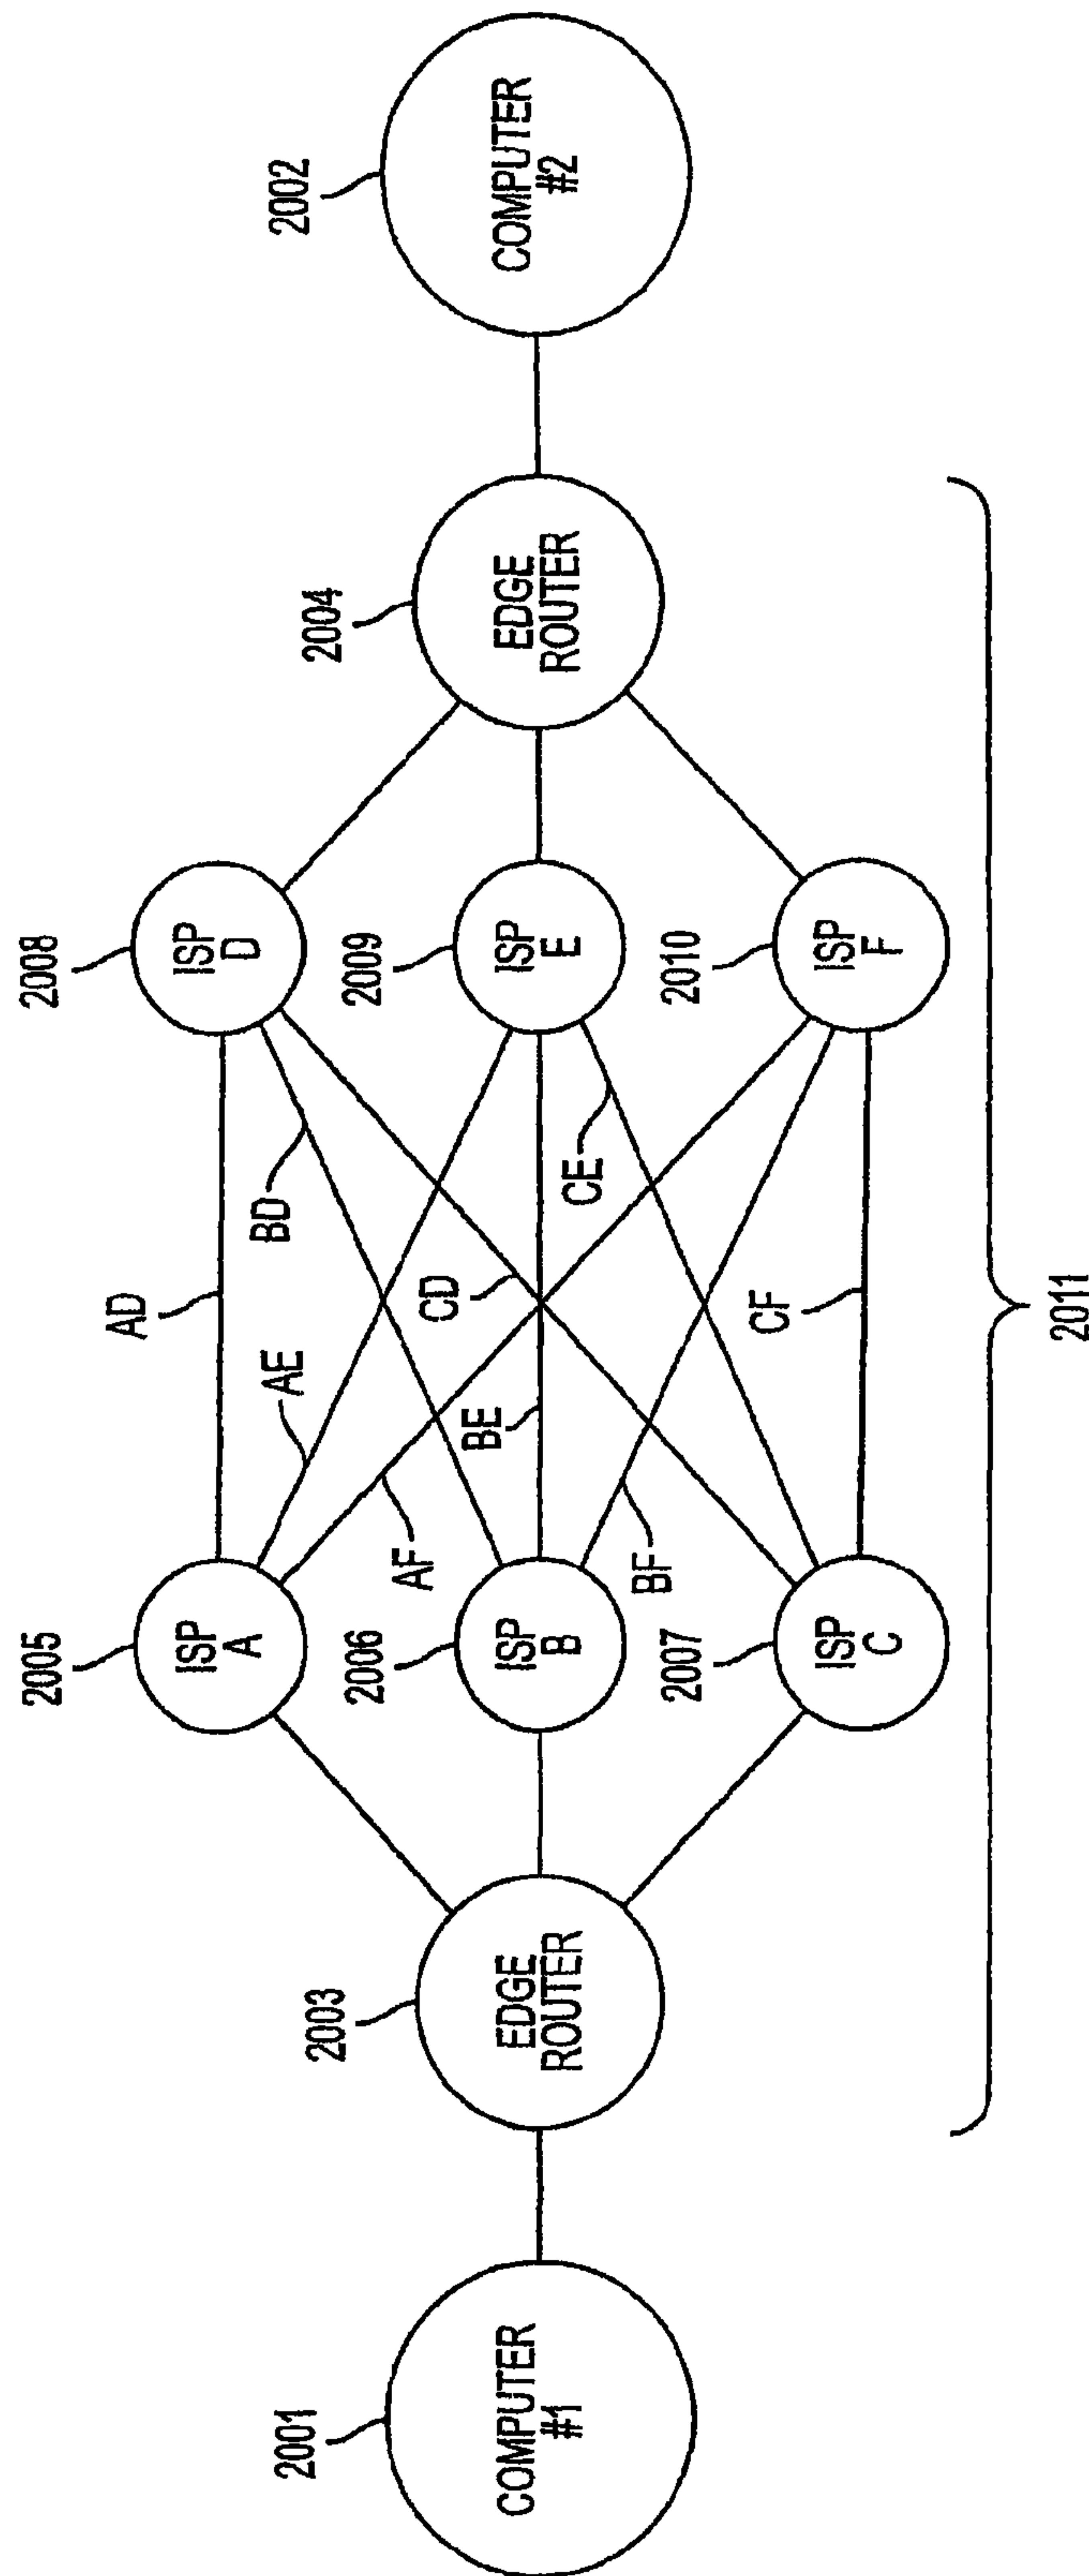 2001
COMPUTER
#1
2003
EDGE
ROUTER
2005
ISP
A
2006
ISP
B
2007
ISP
C
AD
AE
BD
AF
CD
BE
CE
BF
CF
2008
ISP
D
2009
ISP
E
2010
ISP
F
2004
EDGE
ROUTER
2002
COMPUTER
#2
2011